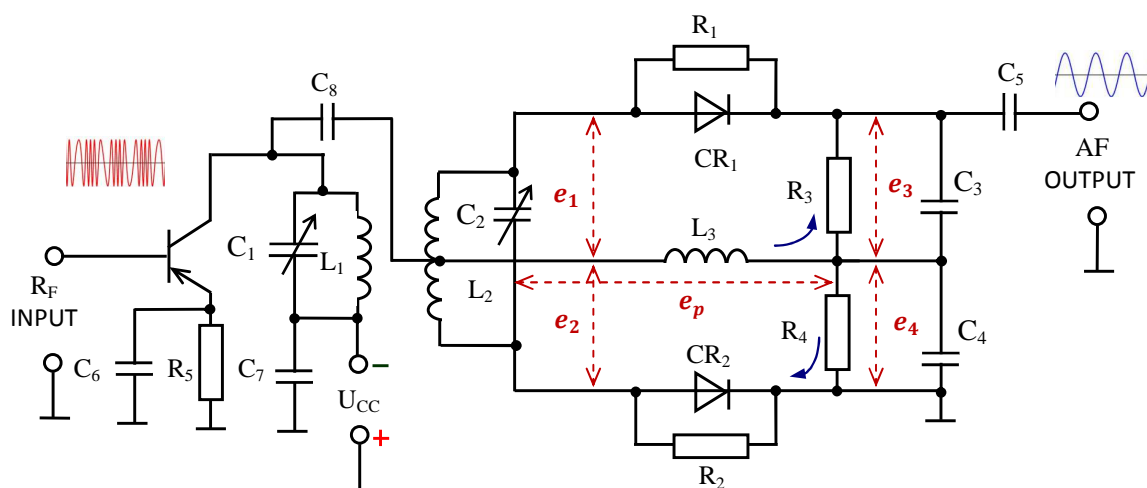 R1
C8
C5
CR1
AF
OUTPUT
e1
R3
e3
C3
C2
C1
L1
L3
RF
INPUT
L2
ep
e2
R4
e4
C4
CR2
C6
R5
C7
−
UCC
+
R2